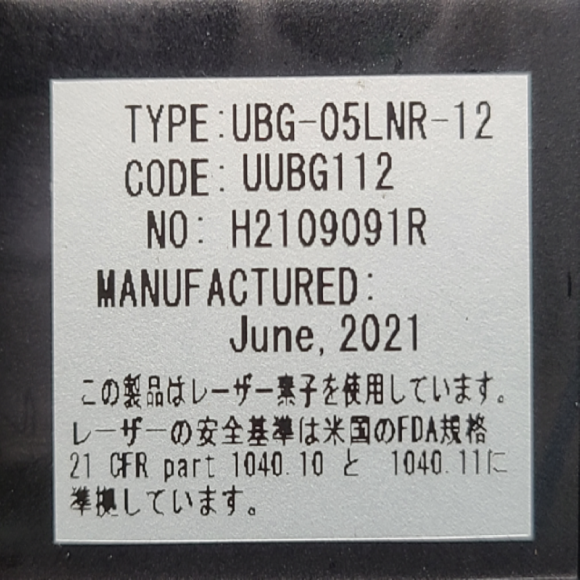 TYPE:UBG-05LNR-12
CODE: UUBG112
NO: H2109091R
MANUFACTURED:
June, 2021
この製品はレーザー素子を使用しています。
レーザーの安全基準は米国のFDA規格
21 CFR part 1040.10 と 1040.11に
準拠しています。